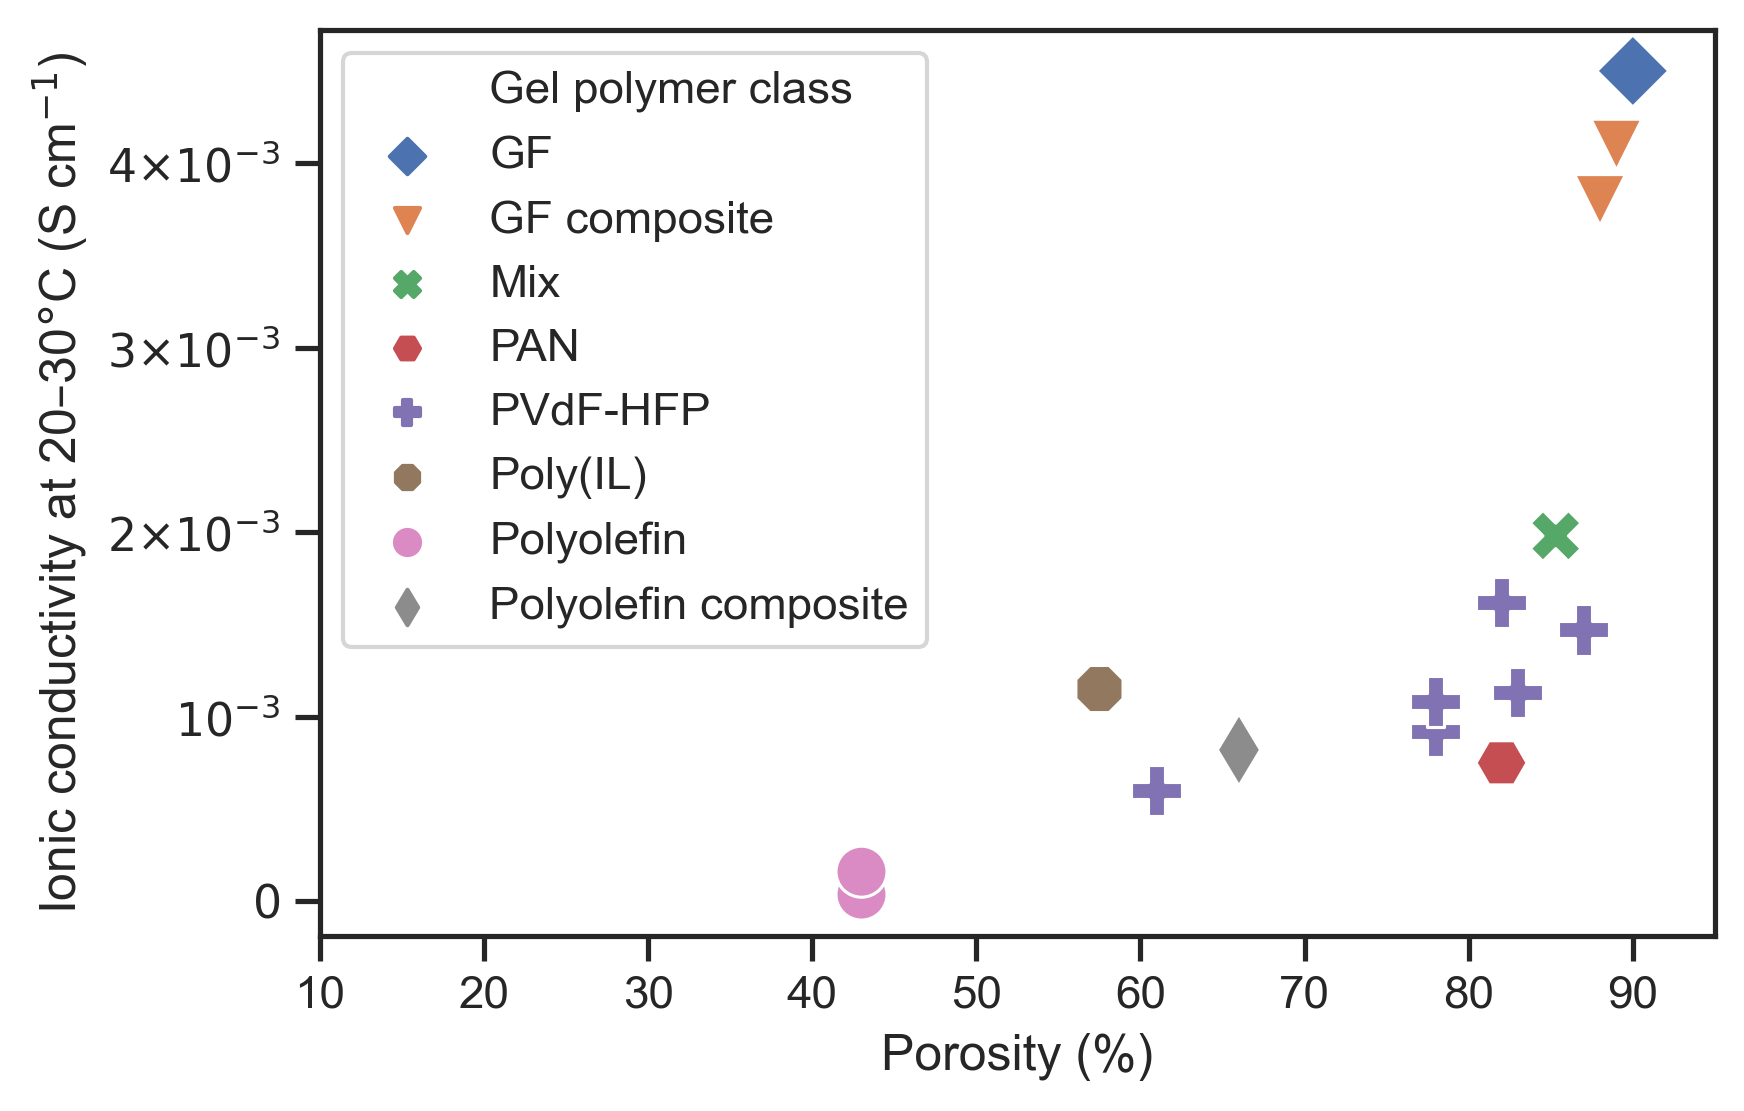 Ionic conductivity at 20–30°C (S cm⁻¹)
4×10⁻³
3×10⁻³
2×10⁻³
10⁻³
0
Gel polymer class
GF
GF composite
Mix
PAN
PVdF-HFP
Poly(IL)
Polyolefin
Polyolefin composite
10 20 30 40 50 60 70 80 90
Porosity (%)